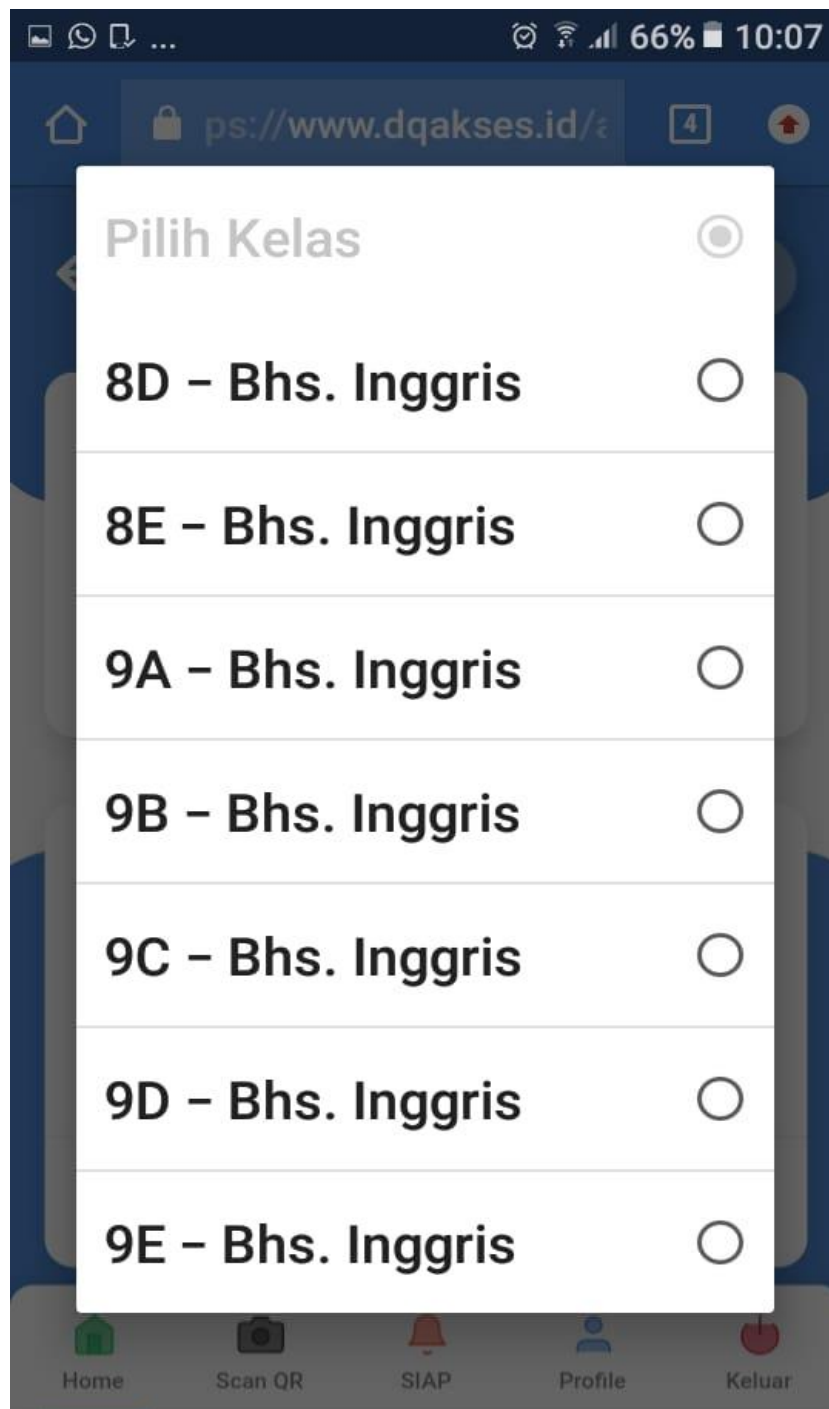 ... 66% 10:07
ps://www.dqakses.id/a 4
Pilih Kelas
8D – Bhs. Inggris
8E – Bhs. Inggris
9A – Bhs. Inggris
9B – Bhs. Inggris
9C – Bhs. Inggris
9D – Bhs. Inggris
9E – Bhs. Inggris
Home Scan QR SIAP Profile Keluar